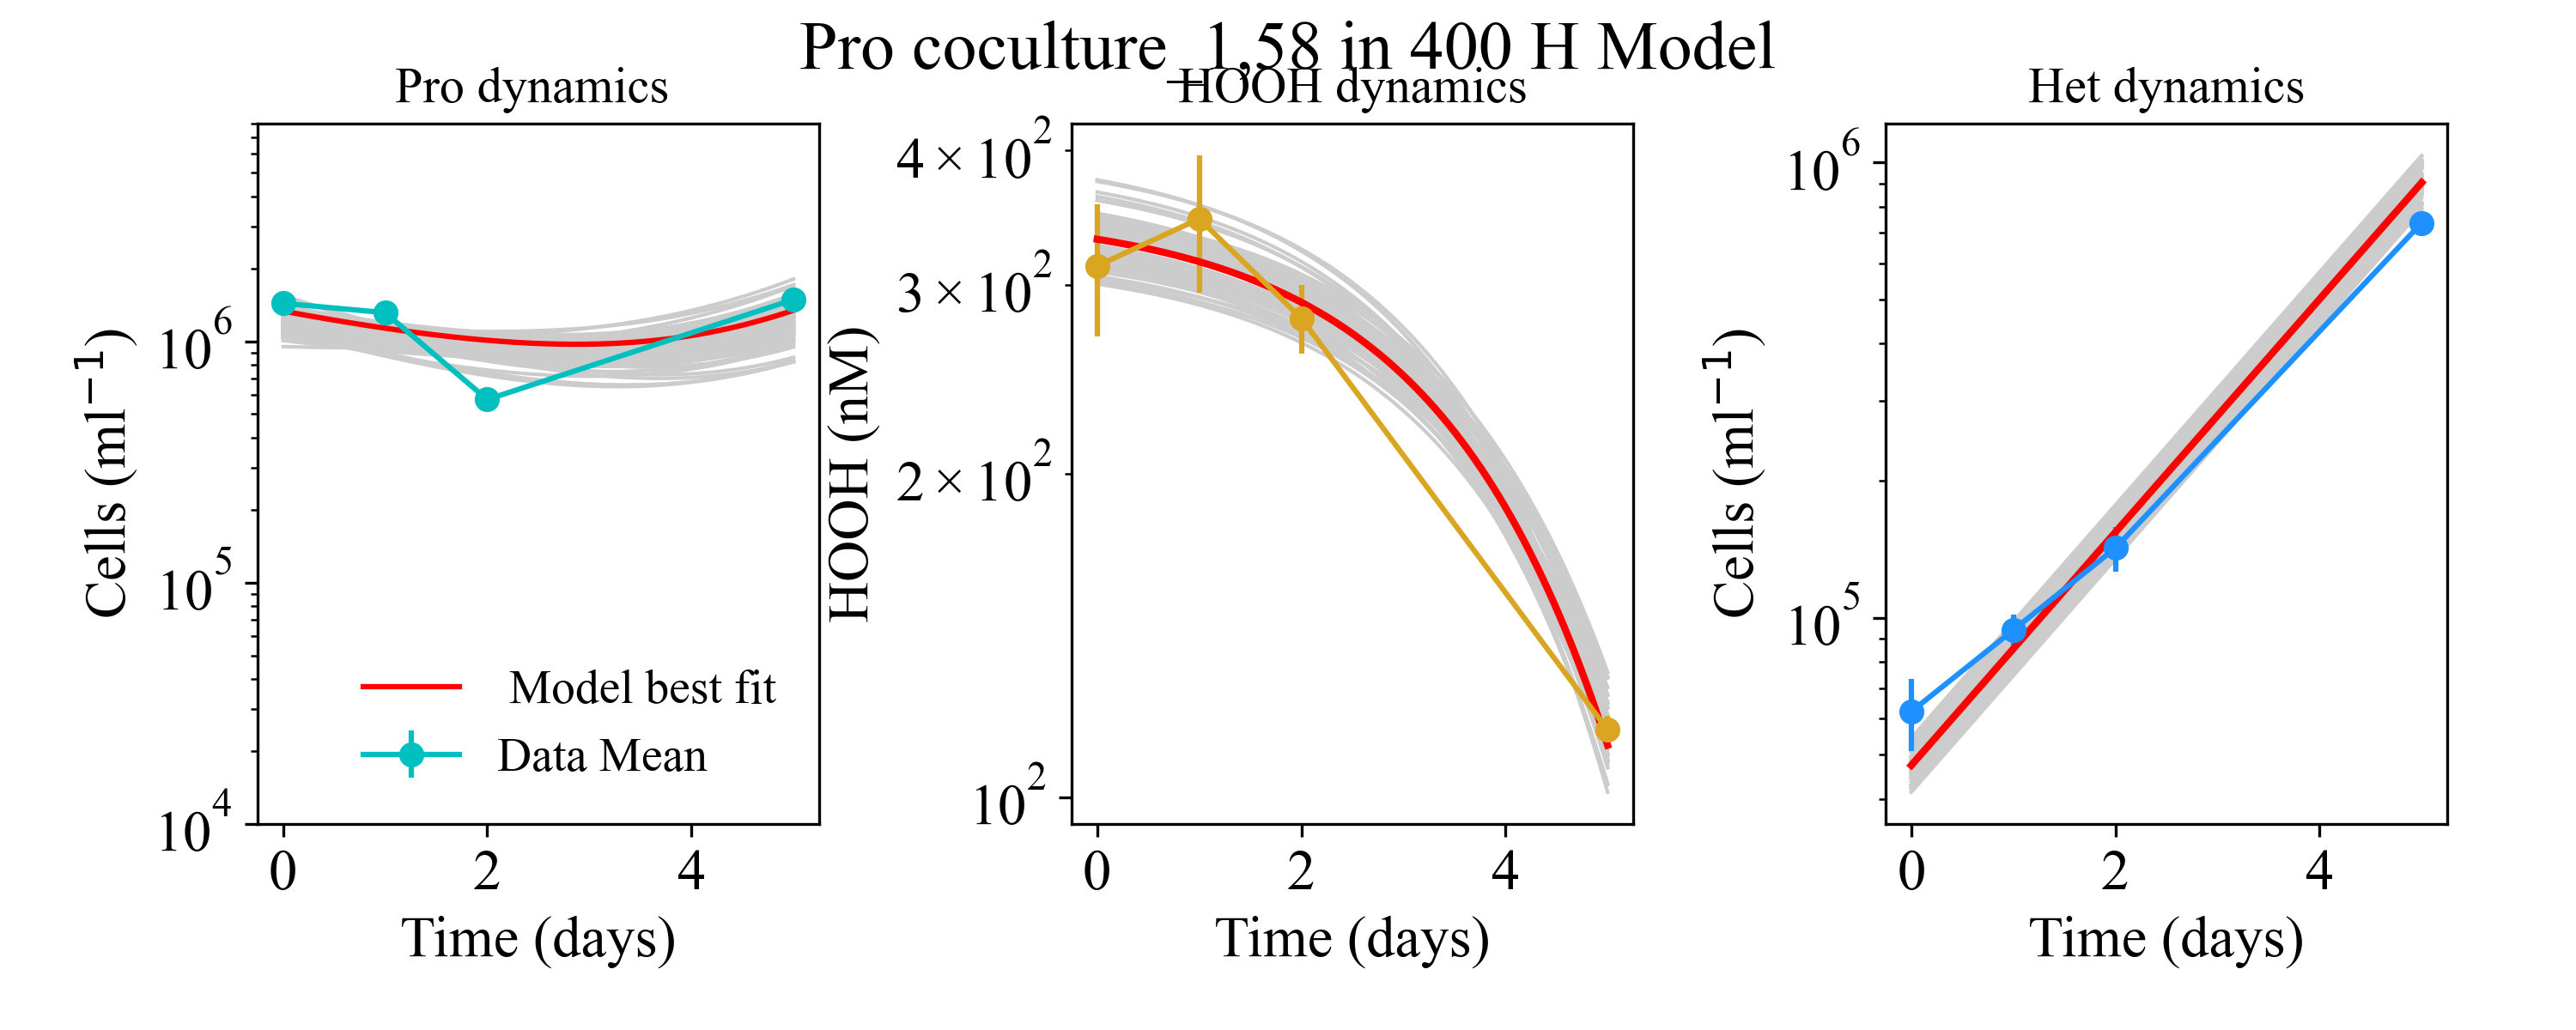 Pro coculture_1,58 in 400 H Model
Pro dynamics
HOOH dynamics
Het dynamics
Cells (ml⁻¹)
10⁶
10⁵
10⁴
Model best fit
Data Mean
0 2 4
Time (days)
HOOH (nM)
4 × 10²
3 × 10²
2 × 10²
10²
0 2 4
Time (days)
Cells (ml⁻¹)
10⁶
10⁵
0 2 4
Time (days)